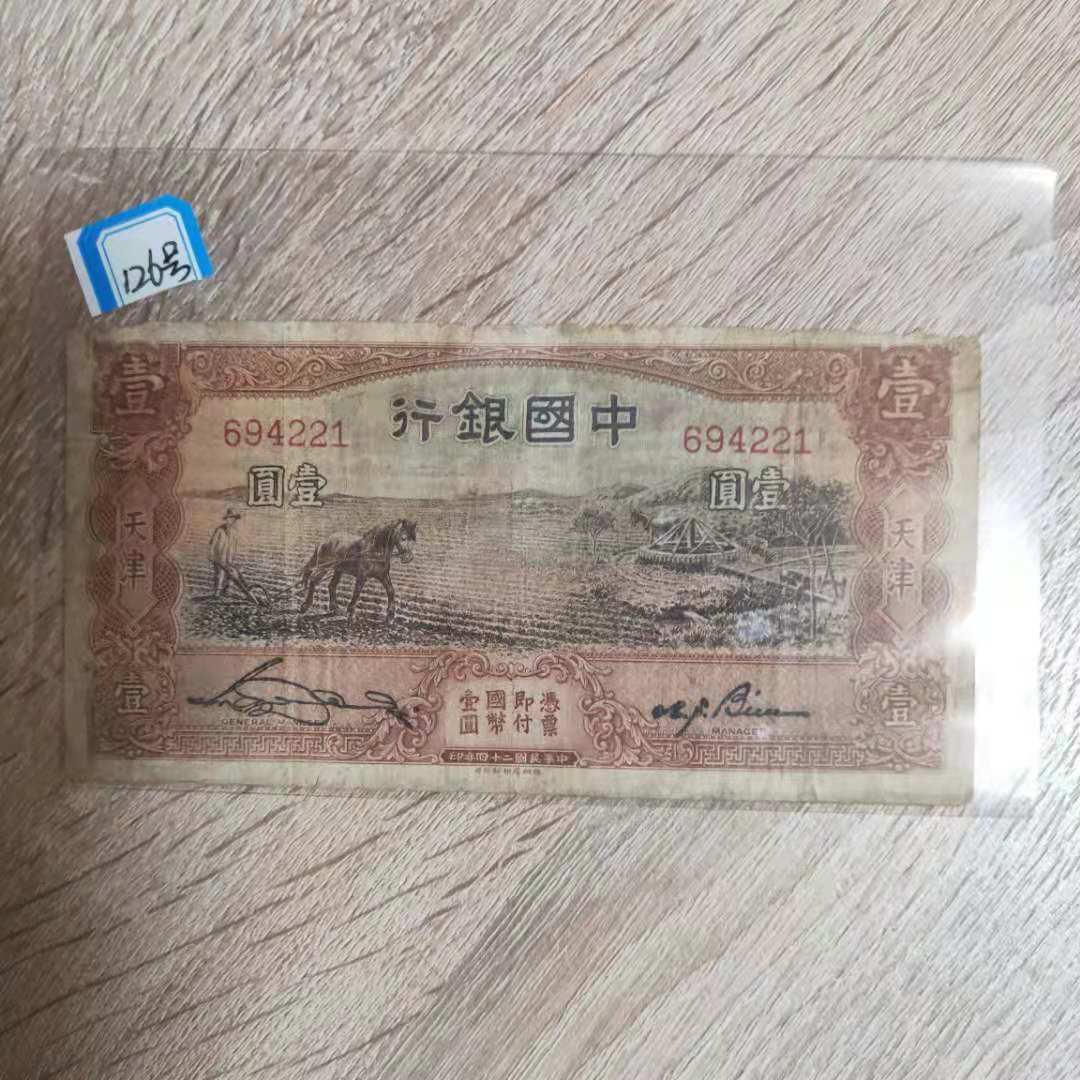 126号
壹
壹
中國銀行
694221
694221
壹圓
壹圓
天津
天津
憑票
即付
國幣
壹圓
壹
壹
GENERAL MANAGER
MANAGER
中華民國二十四年印